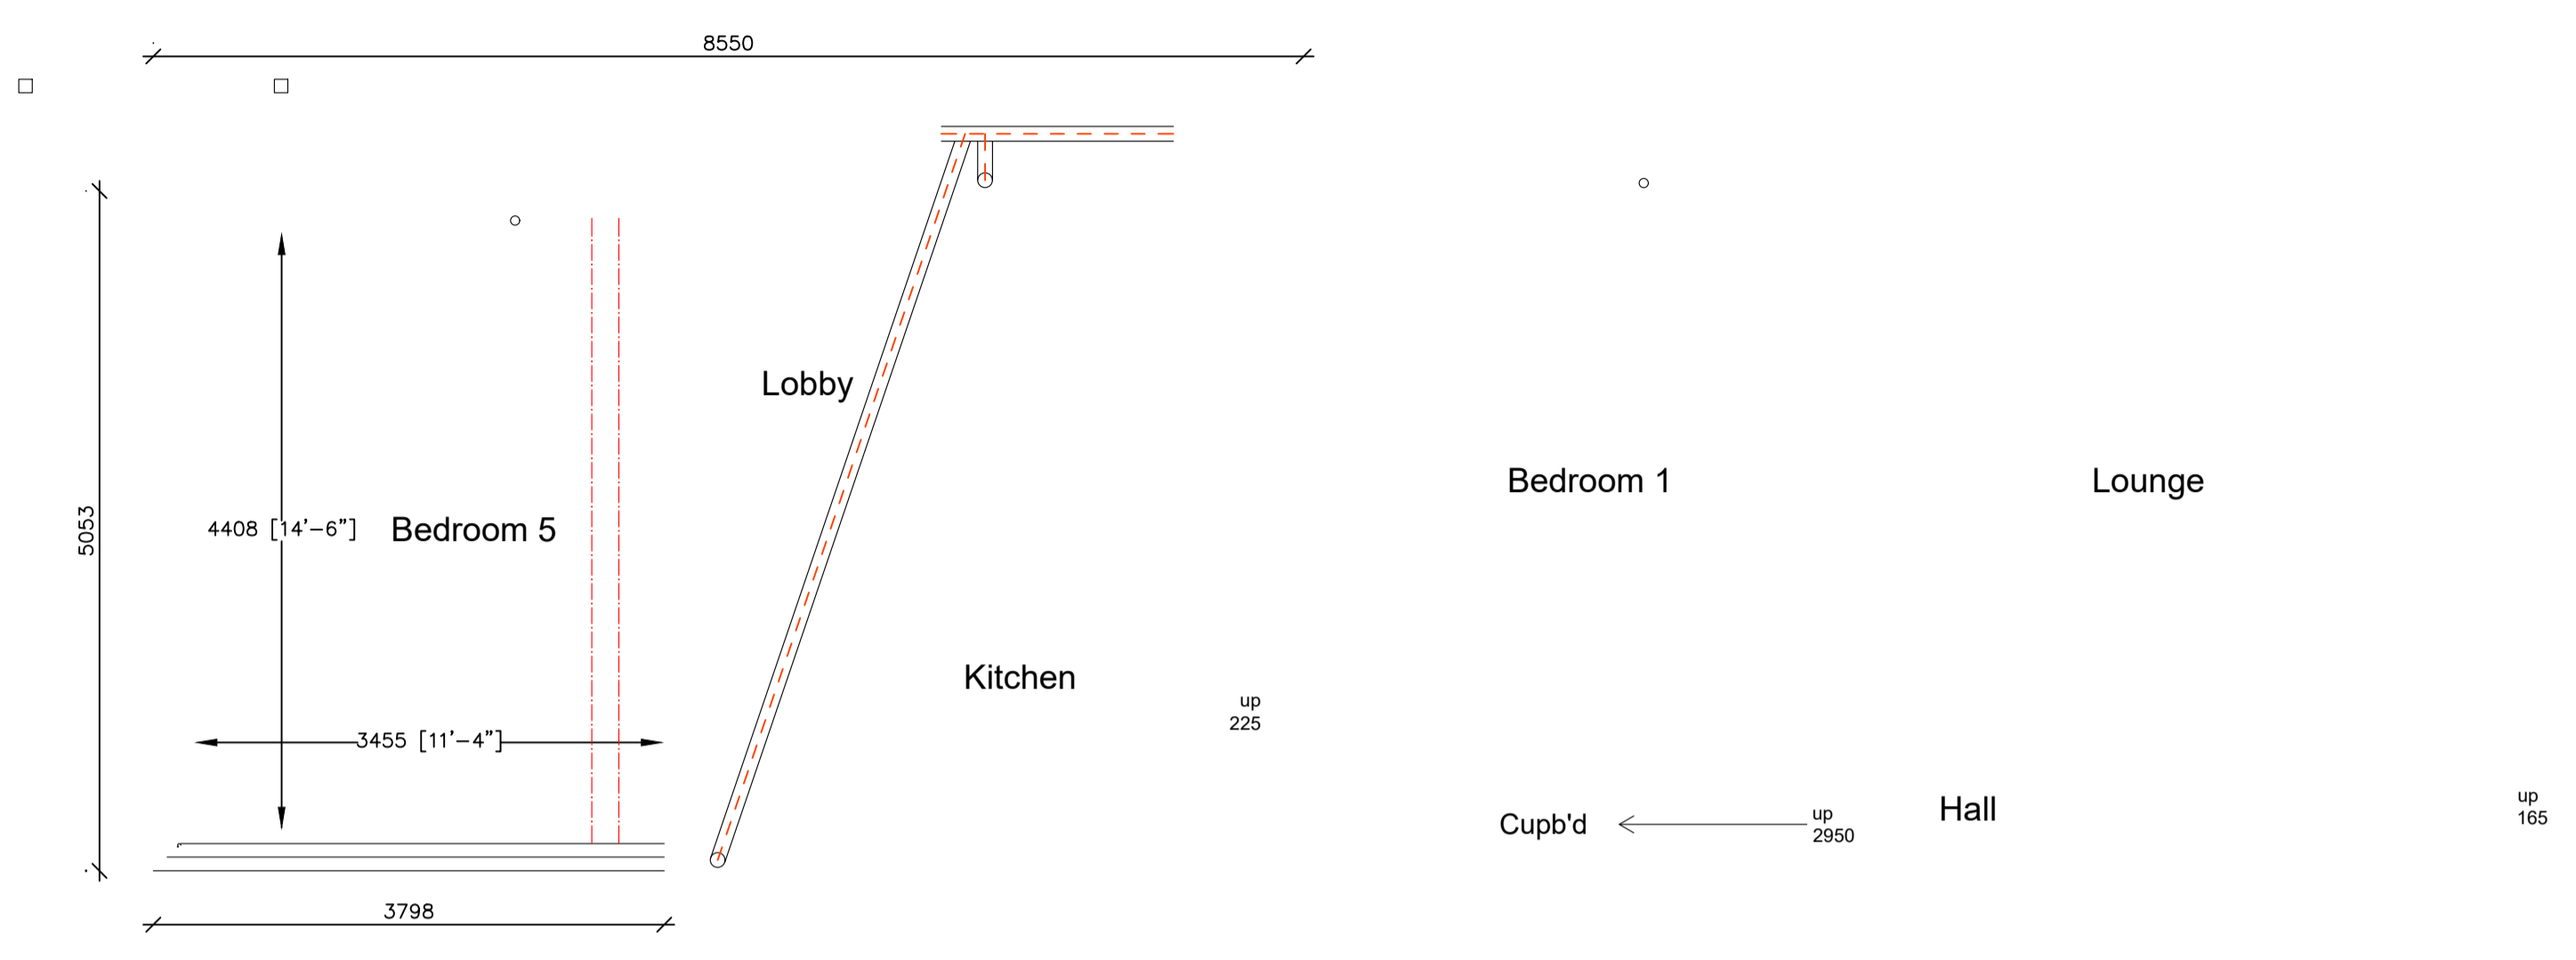 8550
Lobby
5053
4408 [14’–6”]
Bedroom 5
Bedroom 1
Lounge
Kitchen
up
225
3455 [11’–4”]
Cupb'd
up
2950
Hall
up
165
3798